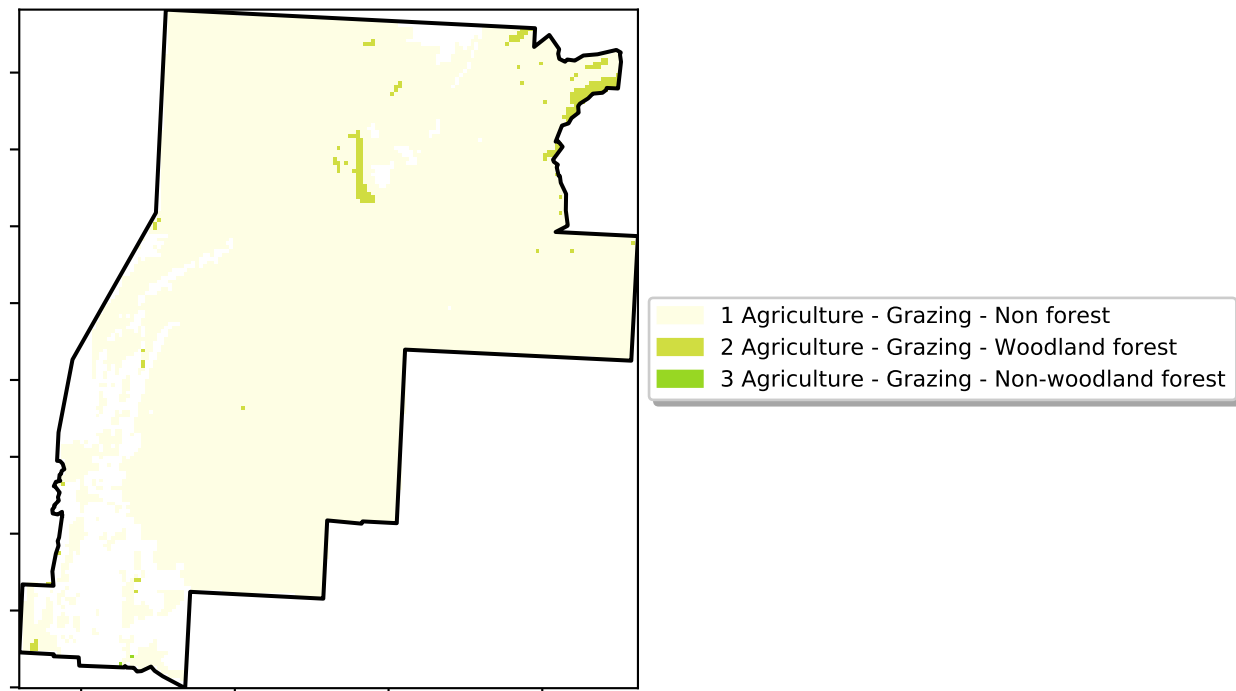 1 Agriculture - Grazing - Non forest
2 Agriculture - Grazing - Woodland forest
3 Agriculture - Grazing - Non-woodland forest